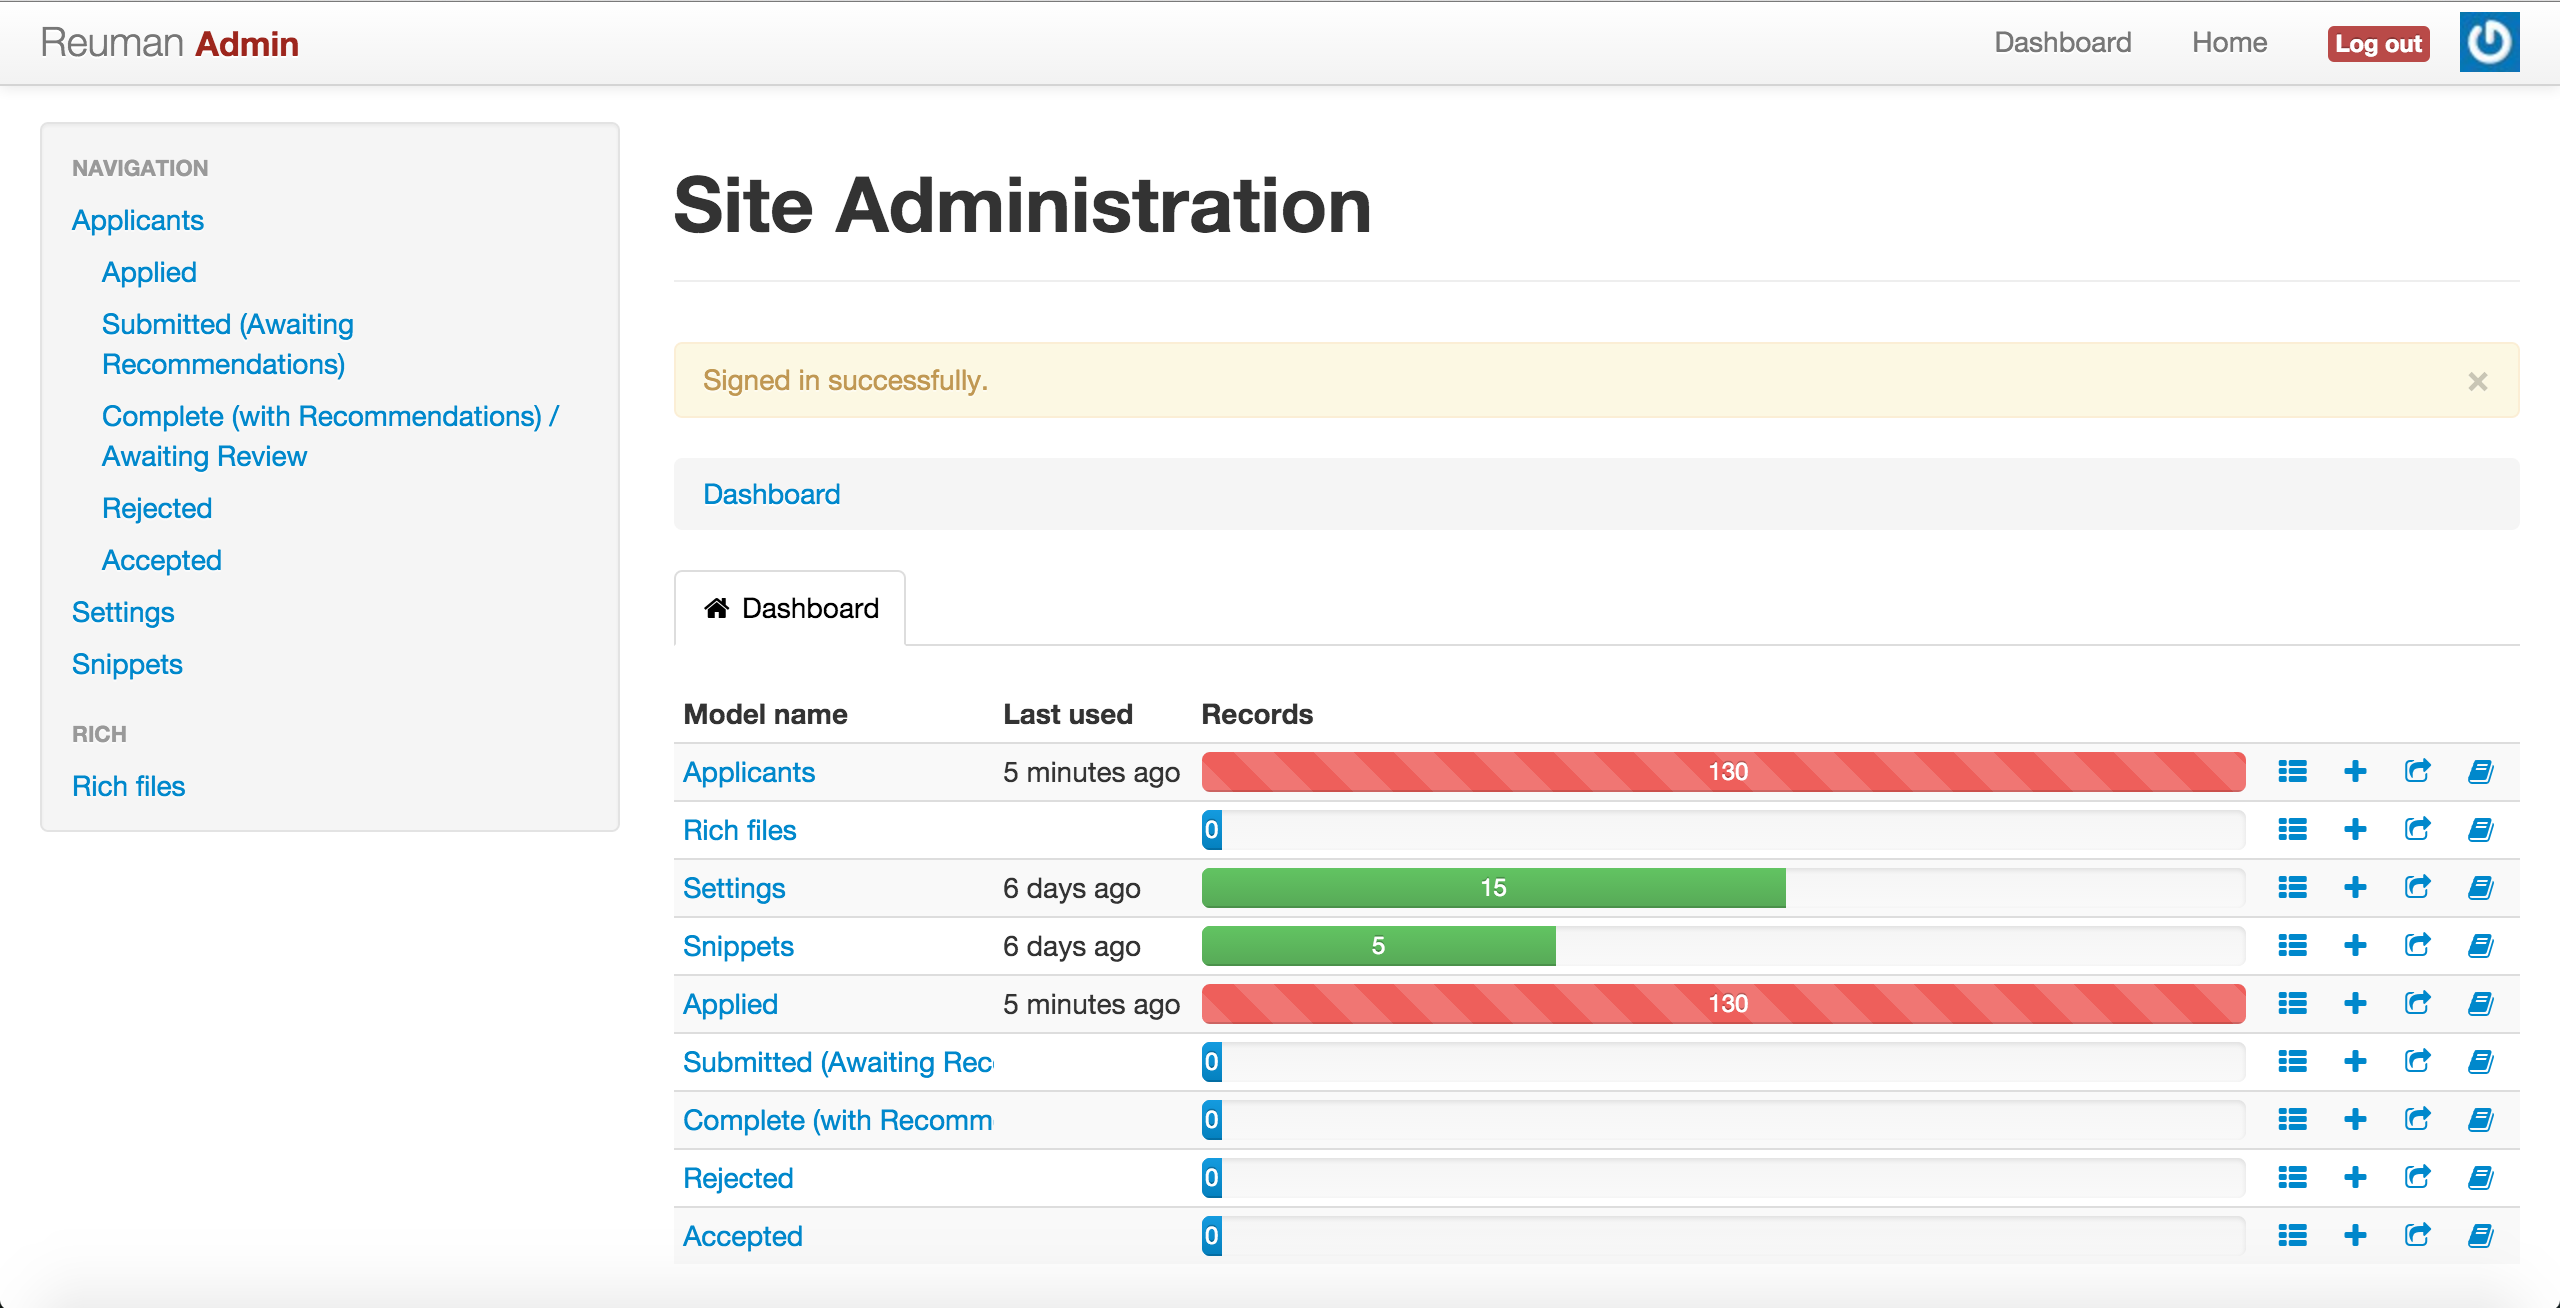 Reuman Admin
Dashboard
Home
Log out
NAVIGATION
Applicants
Applied
Submitted (Awaiting
Recommendations)
Complete (with Recommendations) /
Awaiting Review
Rejected
Accepted
Settings
Snippets
RICH
Rich files
Site Administration
Signed in successfully.
×
Dashboard
Dashboard
Model name Last used Records
Applicants 5 minutes ago 130
Rich files 0
Settings 6 days ago 15
Snippets 6 days ago 5
Applied 5 minutes ago 130
Submitted (Awaiting Rec 0
Complete (with Recomm 0
Rejected 0
Accepted 0